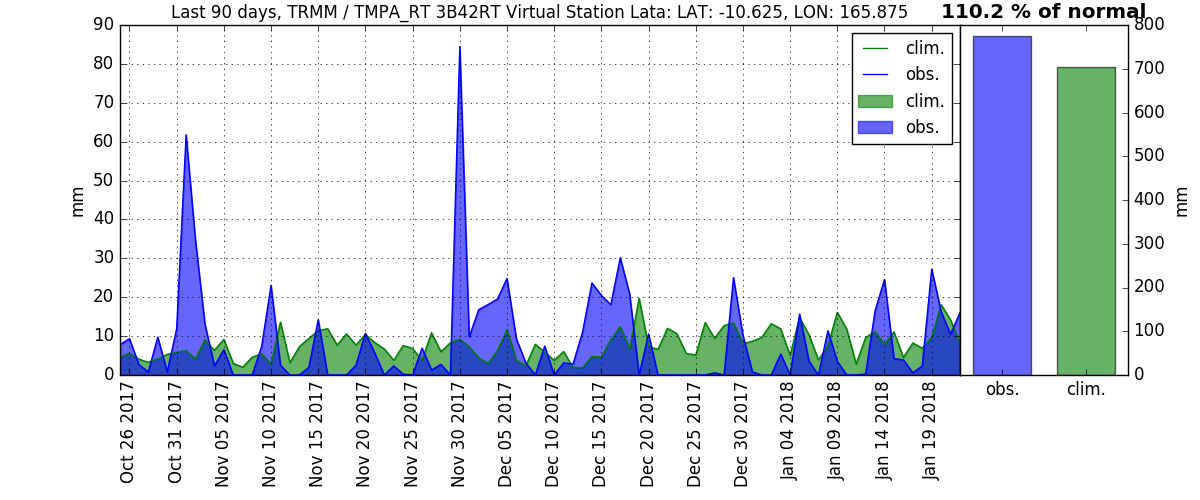 Last 90 days, TRMM / TMPA_RT 3B42RT Virtual Station Lata: LAT: -10.625, LON: 165.875
110.2 % of normal
90
80
70
60
50
40
30
20
10
0
mm
clim.
obs.
clim.
obs.
800
700
600
500
400
300
200
100
0
mm
obs.
clim.
Oct 26 2017
Oct 31 2017
Nov 05 2017
Nov 10 2017
Nov 15 2017
Nov 20 2017
Nov 25 2017
Nov 30 2017
Dec 05 2017
Dec 10 2017
Dec 15 2017
Dec 20 2017
Dec 25 2017
Dec 30 2017
Jan 04 2018
Jan 09 2018
Jan 14 2018
Jan 19 2018